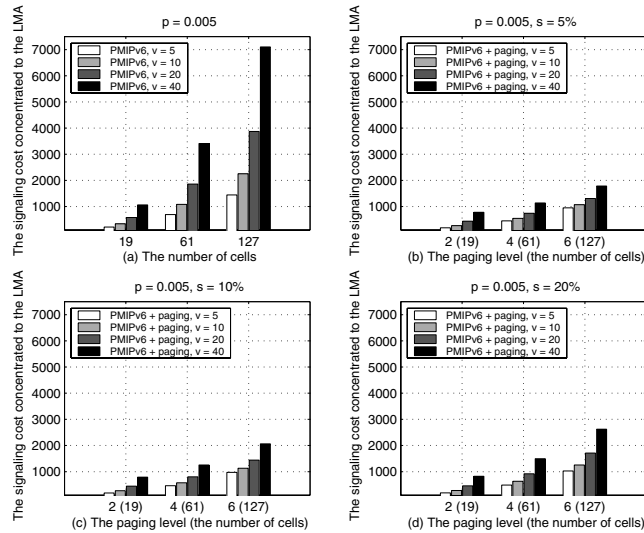 p = 0.005
The signaling cost concentrated to the LMA
7000
6000
5000
4000
3000
2000
1000
PMIPv6, v = 5
PMIPv6, v = 10
PMIPv6, v = 20
PMIPv6, v = 40
19 61 127
(a) The number of cells
p = 0.005, s = 5%
The signaling cost concentrated to the LMA
7000
6000
5000
4000
3000
2000
1000
PMIPv6 + paging, v = 5
PMIPv6 + paging, v = 10
PMIPv6 + paging, v = 20
PMIPv6 + paging, v = 40
2 (19) 4 (61) 6 (127)
(b) The paging level (the number of cells)
p = 0.005, s = 10%
The signaling cost concentrated to the LMA
7000
6000
5000
4000
3000
2000
1000
PMIPv6 + paging, v = 5
PMIPv6 + paging, v = 10
PMIPv6 + paging, v = 20
PMIPv6 + paging, v = 40
2 (19) 4 (61) 6 (127)
(c) The paging level (the number of cells)
p = 0.005, s = 20%
The signaling cost concentrated to the LMA
7000
6000
5000
4000
3000
2000
1000
PMIPv6 + paging, v = 5
PMIPv6 + paging, v = 10
PMIPv6 + paging, v = 20
PMIPv6 + paging, v = 40
2 (19) 4 (61) 6 (127)
(d) The paging level (the number of cells)